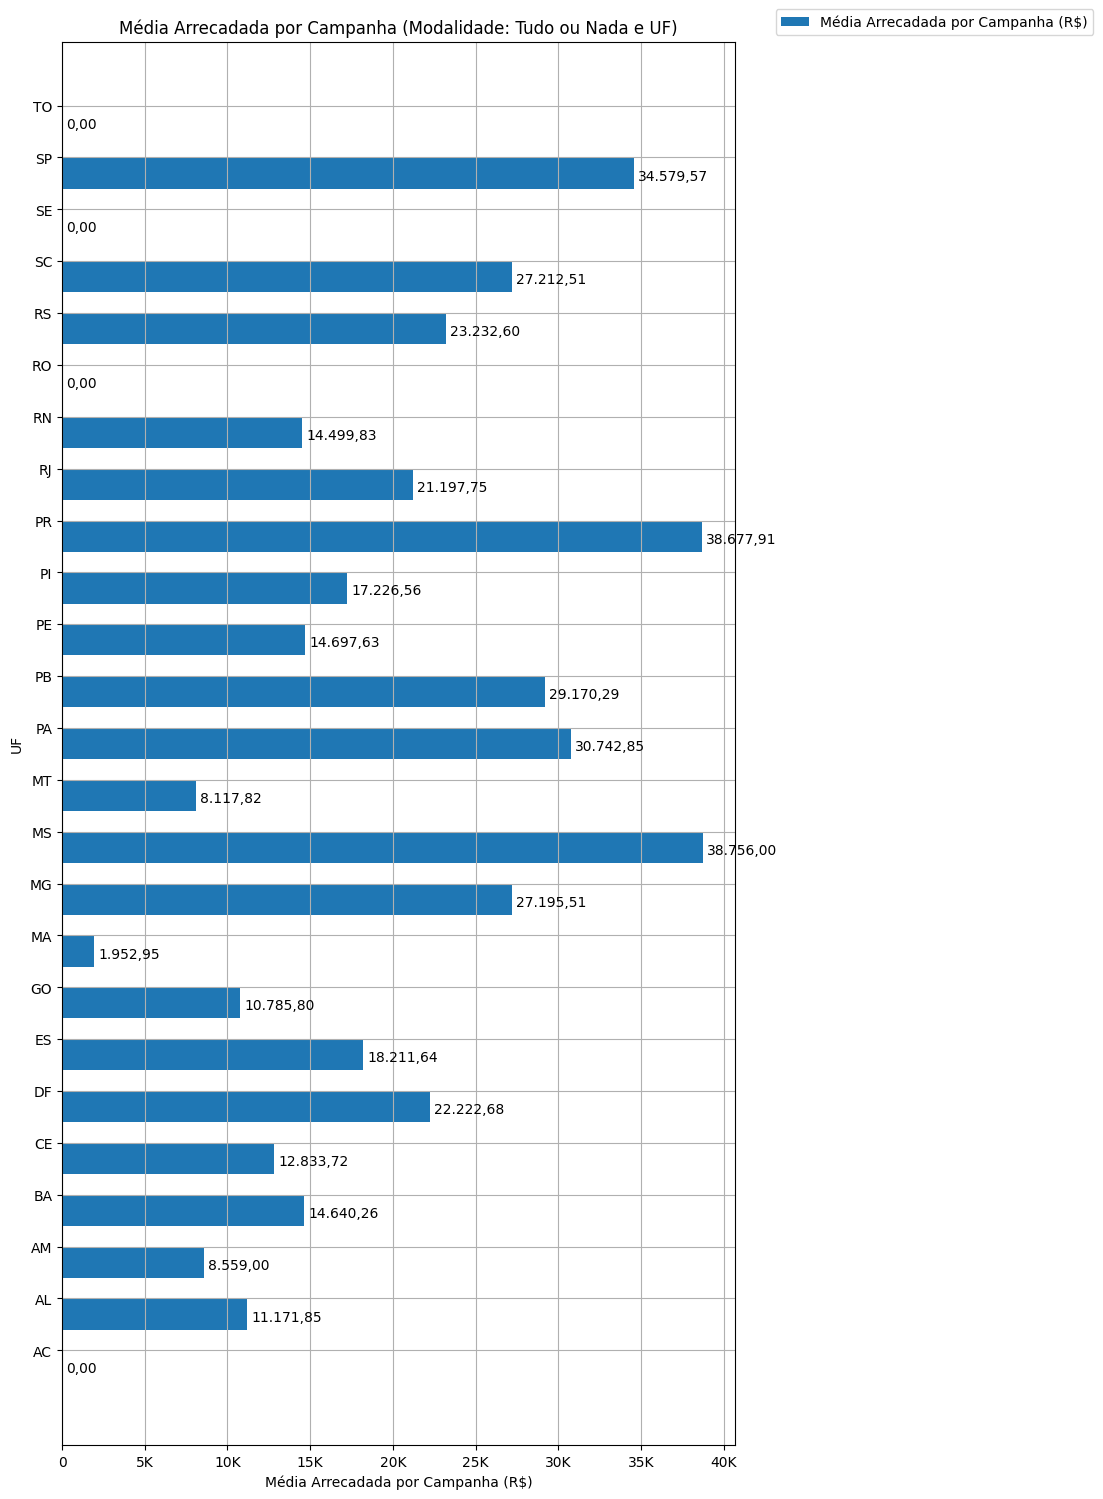 Média Arrecadada por Campanha (R$)
Média Arrecadada por Campanha (Modalidade: Tudo ou Nada e UF)
TO
0,00
SP
34.579,57
SE
0,00
SC
27.212,51
RS
23.232,60
RO
0,00
RN
14.499,83
RJ
21.197,75
PR
38.677,91
PI
17.226,56
PE
14.697,63
PB
29.170,29
PA
30.742,85
UF
MT
8.117,82
MS
38.756,00
MG
27.195,51
MA
1.952,95
GO
10.785,80
ES
18.211,64
DF
22.222,68
CE
12.833,72
BA
14.640,26
AM
8.559,00
AL
11.171,85
AC
0,00
0 5K 10K 15K 20K 25K 30K 35K 40K
Média Arrecadada por Campanha (R$)